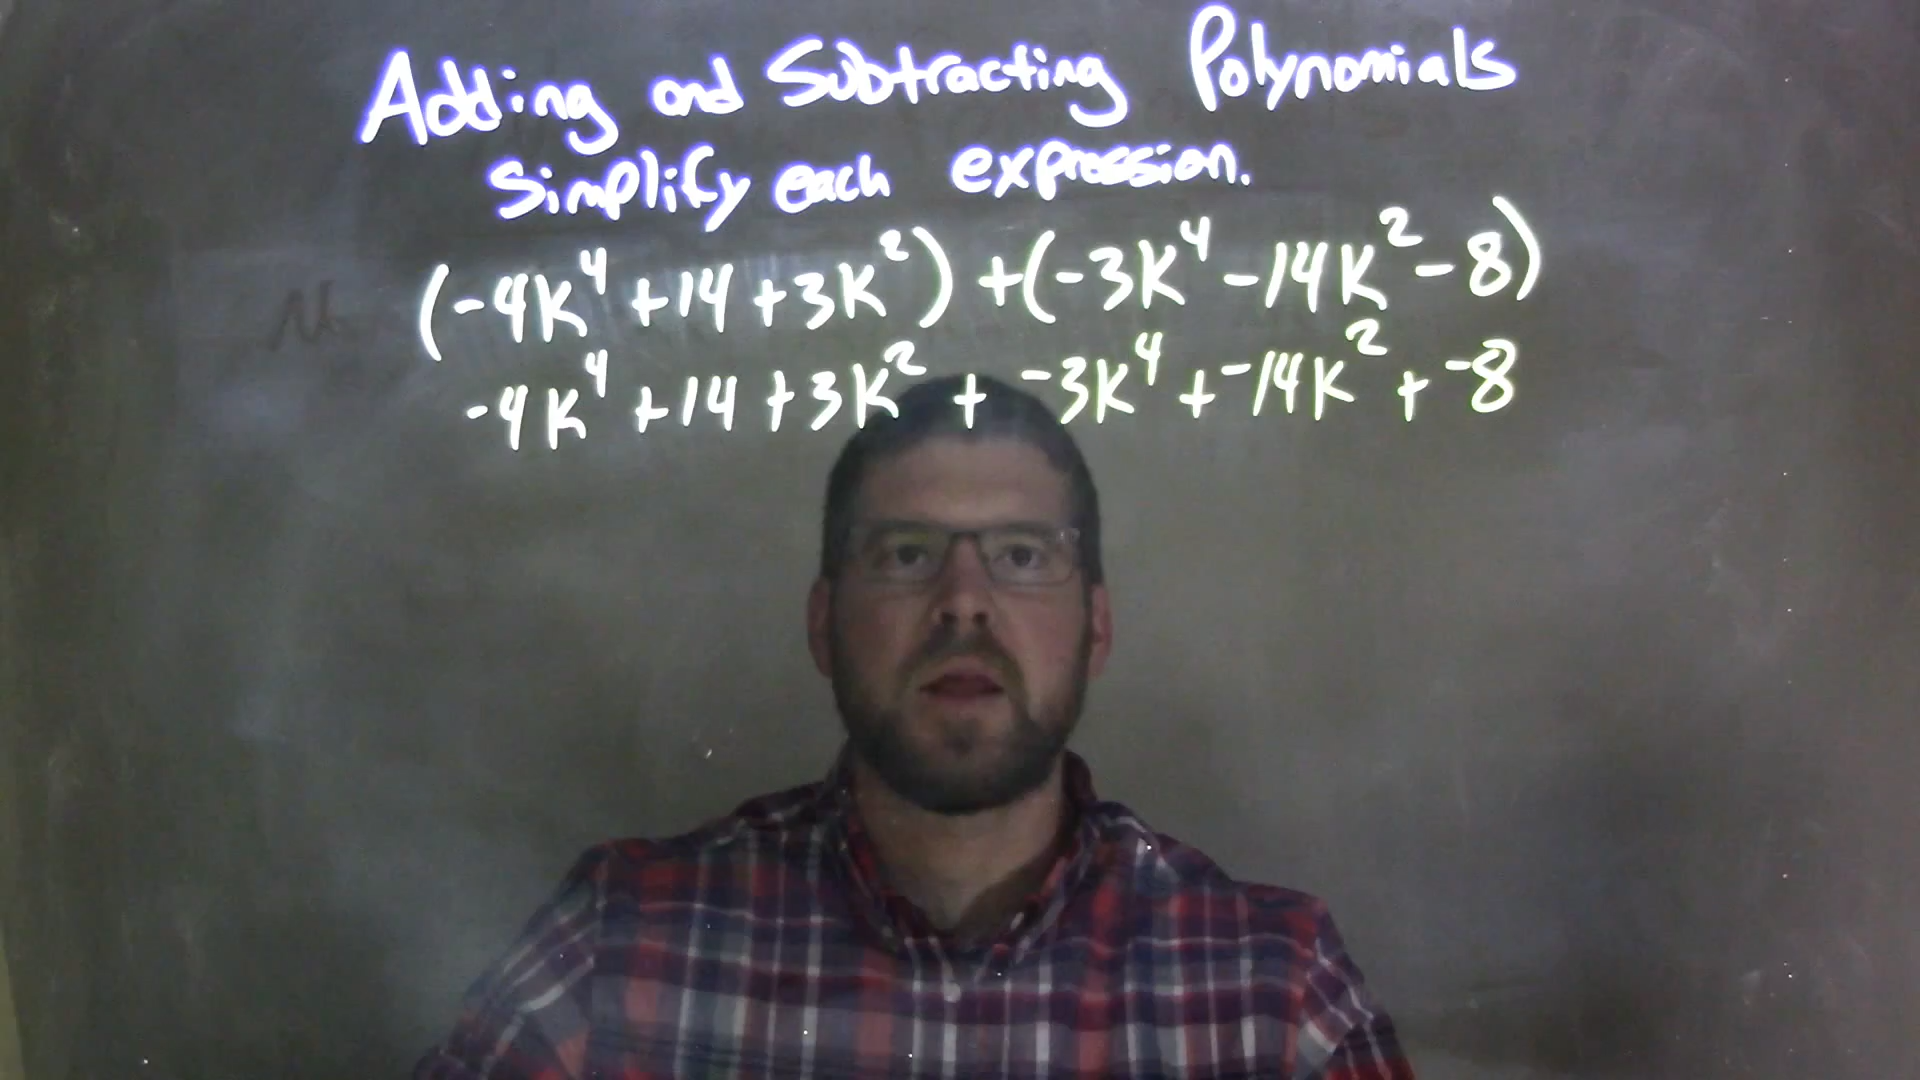 Adding and Subtracting Polynomials
Simplify each expression.
(-4K⁴+14+3K²)+(-3K⁴-14K²-8)
-4K⁴+14+3K²+⁻3K⁴+⁻14K²+⁻8